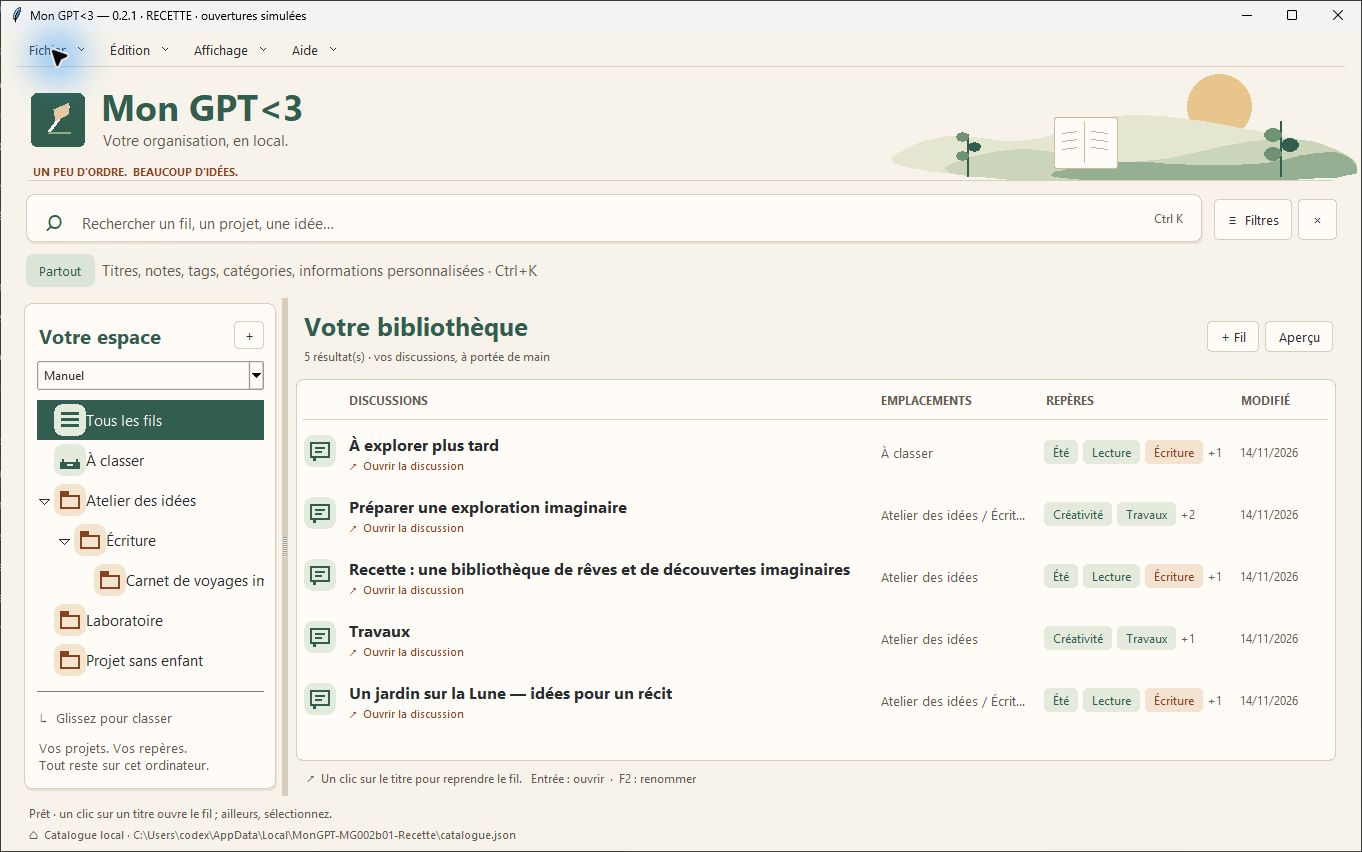 Mon GPT<3 — 0.2.1 · RECETTE · ouvertures simulées
Fichier Édition Affichage Aide
Mon GPT<3
Votre organisation, en local.
UN PEU D'ORDRE. BEAUCOUP D'IDÉES.
Rechercher un fil, un projet, une idée… Ctrl K
Filtres
×
Partout Titres, notes, tags, catégories, informations personnalisées · Ctrl+K
Votre espace +
Manuel
Tous les fils
À classer
Atelier des idées
Écriture
Carnet de voyages im
Laboratoire
Projet sans enfant
Glissez pour classer
Vos projets. Vos repères.
Tout reste sur cet ordinateur.
Votre bibliothèque
5 résultat(s) · vos discussions, à portée de main
+ Fil Aperçu
DISCUSSIONS EMPLACEMENTS REPÈRES MODIFIÉ
À explorer plus tard
↗ Ouvrir la discussion
À classer Été Lecture Écriture +1 14/11/2026
Préparer une exploration imaginaire
↗ Ouvrir la discussion
Atelier des idées / Écrit... Créativité Travaux +2 14/11/2026
Recette : une bibliothèque de rêves et de découvertes imaginaires
↗ Ouvrir la discussion
Atelier des idées Été Lecture Écriture +1 14/11/2026
Travaux
↗ Ouvrir la discussion
Atelier des idées Créativité Travaux +1 14/11/2026
Un jardin sur la Lune — idées pour un récit
↗ Ouvrir la discussion
Atelier des idées / Écrit... Été Lecture Écriture +1 14/11/2026
↗ Un clic sur le titre pour reprendre le fil. Entrée : ouvrir · F2 : renommer
Prêt · un clic sur un titre ouvre le fil ; ailleurs, sélectionnez.
Catalogue local · C:\Users\codex\AppData\Local\MonGPT-MG002b01-Recette\catalogue.json